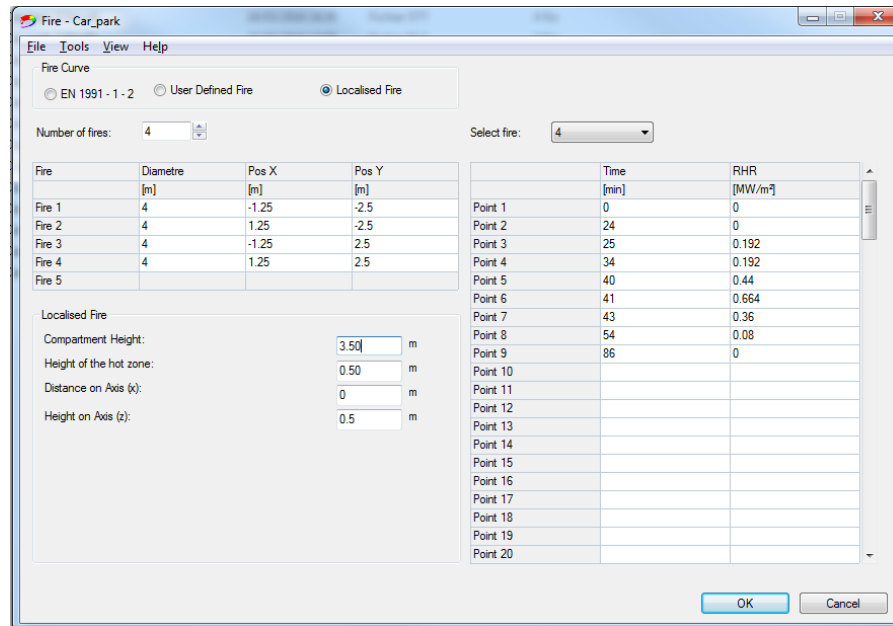 Fire - Car_park
File Tools View Help
Fire Curve
EN 1991 - 1 - 2 User Defined Fire Localised Fire
Number of fires: 4
Select fire: 4
Fire Diametre Pos X Pos Y
[m] [m] [m]
Fire 1 4 -1.25 -2.5
Fire 2 4 1.25 -2.5
Fire 3 4 -1.25 2.5
Fire 4 4 1.25 2.5
Fire 5
Localised Fire
Compartment Height: 3.50 m
Height of the hot zone: 0.50 m
Distance on Axis (x): 0 m
Height on Axis (z): 0.5 m
Time RHR
[min] [MW/m²]
Point 1 0 0
Point 2 24 0
Point 3 25 0.192
Point 4 34 0.192
Point 5 40 0.44
Point 6 41 0.664
Point 7 43 0.36
Point 8 54 0.08
Point 9 86 0
Point 10
Point 11
Point 12
Point 13
Point 14
Point 15
Point 16
Point 17
Point 18
Point 19
Point 20
OK Cancel